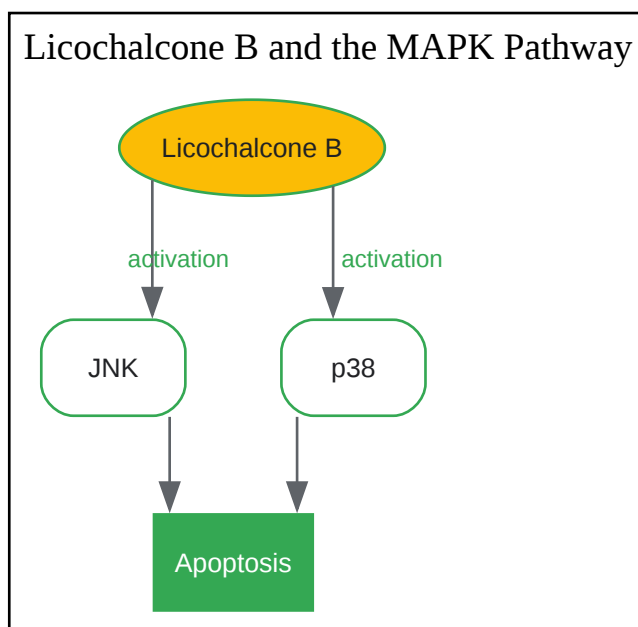 Licochalcone B and the MAPK Pathway
Licochalcone B
activation
activation
JNK
p38
Apoptosis